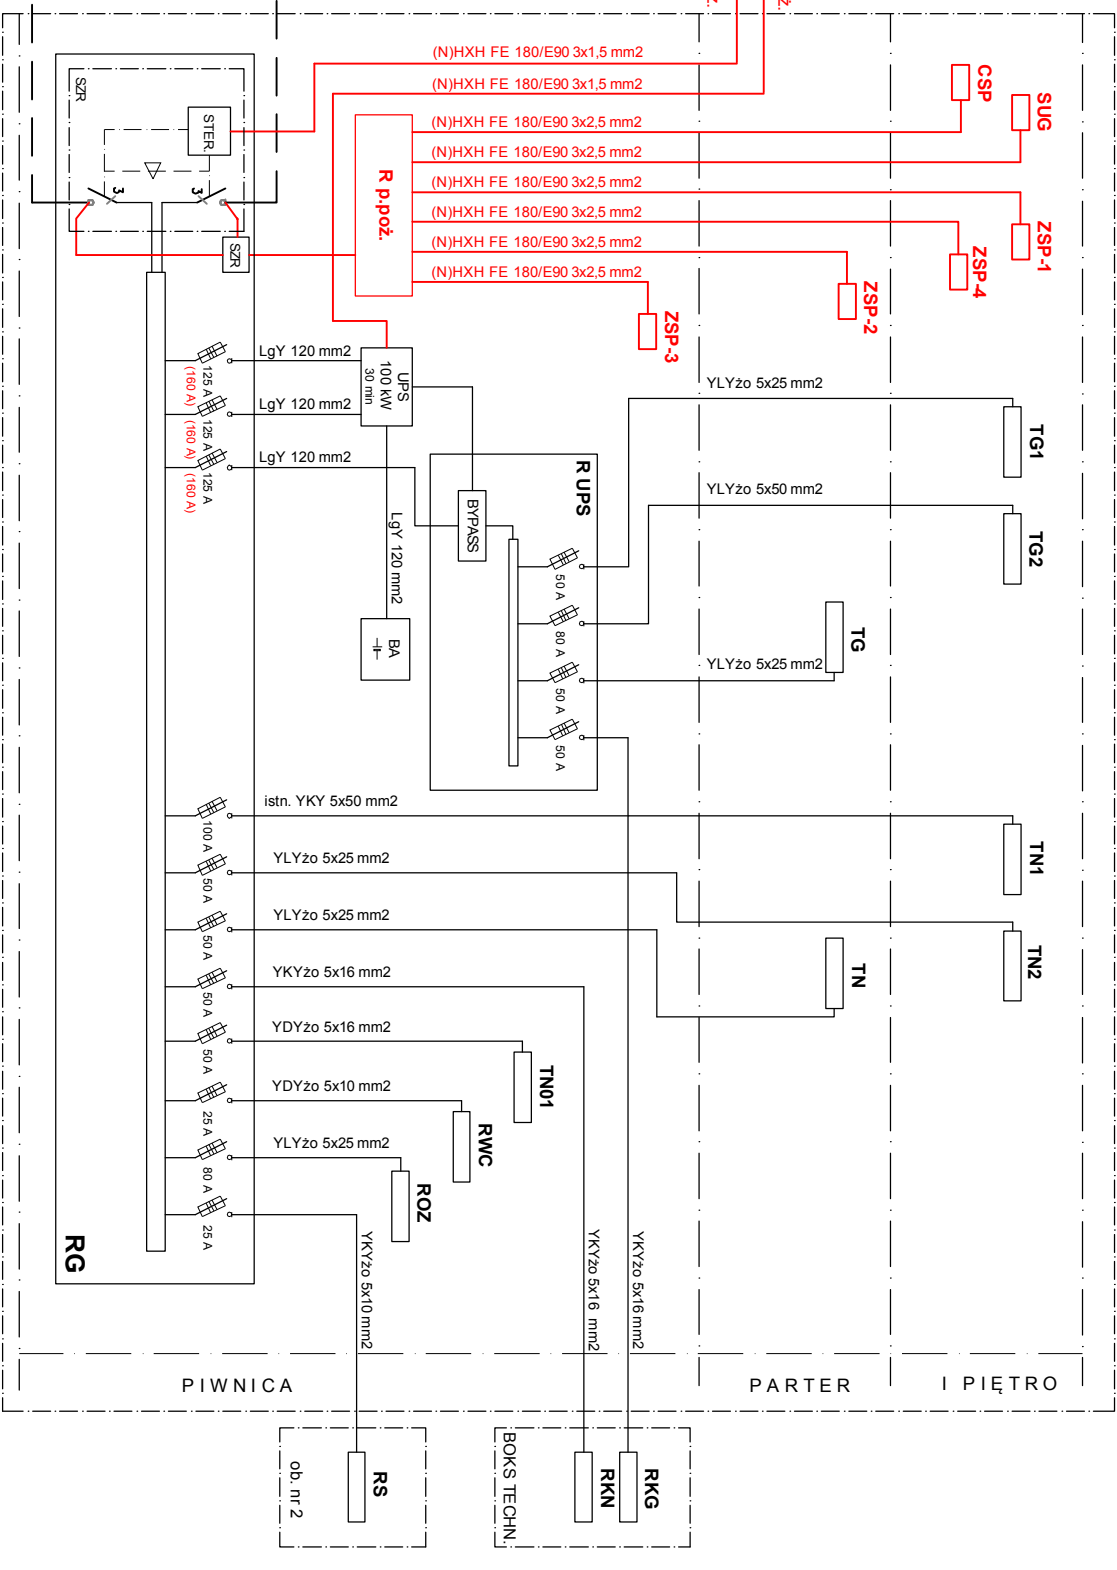 ż.
(N)HXH FE 180/E90 3x1,5 mm2
(N)HXH FE 180/E90 3x1,5 mm2
(N)HXH FE 180/E90 3x2,5 mm2
(N)HXH FE 180/E90 3x2,5 mm2
(N)HXH FE 180/E90 3x2,5 mm2
(N)HXH FE 180/E90 3x2,5 mm2
(N)HXH FE 180/E90 3x2,5 mm2
(N)HXH FE 180/E90 3x2,5 mm2
CSP
SUG
ZSP-1
ZSP-4
ZSP-2
ZSP-3
SZR
STER.
3
3
SZR
R p.poż.
LgY 120 mm2
LgY 120 mm2
LgY 120 mm2
125 A
(160 A)
125 A
(160 A)
125 A
(160 A)
UPS
100 kW
30 min
LgY 120 mm2
BA
R UPS
BYPASS
50 A
80 A
50 A
50 A
YLYżo 5x25 mm2
YLYżo 5x50 mm2
YLYżo 5x25 mm2
TG1
TG2
TG
istn. YKY 5x50 mm2
YLYżo 5x25 mm2
YLYżo 5x25 mm2
YKYżo 5x16 mm2
YDYżo 5x16 mm2
YDYżo 5x10 mm2
YLYżo 5x25 mm2
100 A
50 A
50 A
50 A
50 A
25 A
80 A
25 A
TN1
TN2
TN
TN01
RWC
ROZ
RG
YKYżo 5x10 mm2
YKYżo 5x16 mm2
YKYżo 5x16 mm2
PIWNICA
PARTER
I PIĘTRO
ob. nr 2
RS
BOKS TECHN.
RKN
RKG